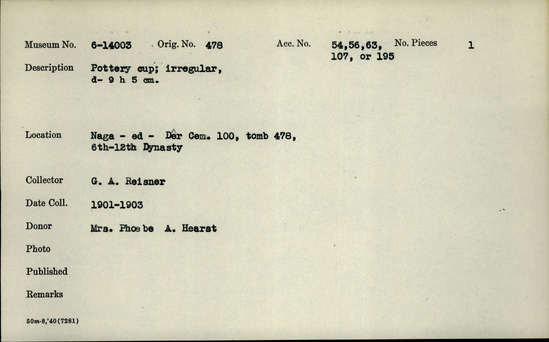 Museum No. 6-14003 Orig. No. 478 Acc. No. 54,56,63, No. Pieces 1
107, or 195
Description Pottery cup; irregular,
d- 9 h 5 cm.
Location Naga - ed - Dêr Cem. 100, tomb 478,
6th-12th Dynasty
Collector G. A. Reisner
Date Coll. 1901-1903
Donor Mrs. Phoebe A. Hearst
Photo
Published
Remarks
50m-8,'40(7281)